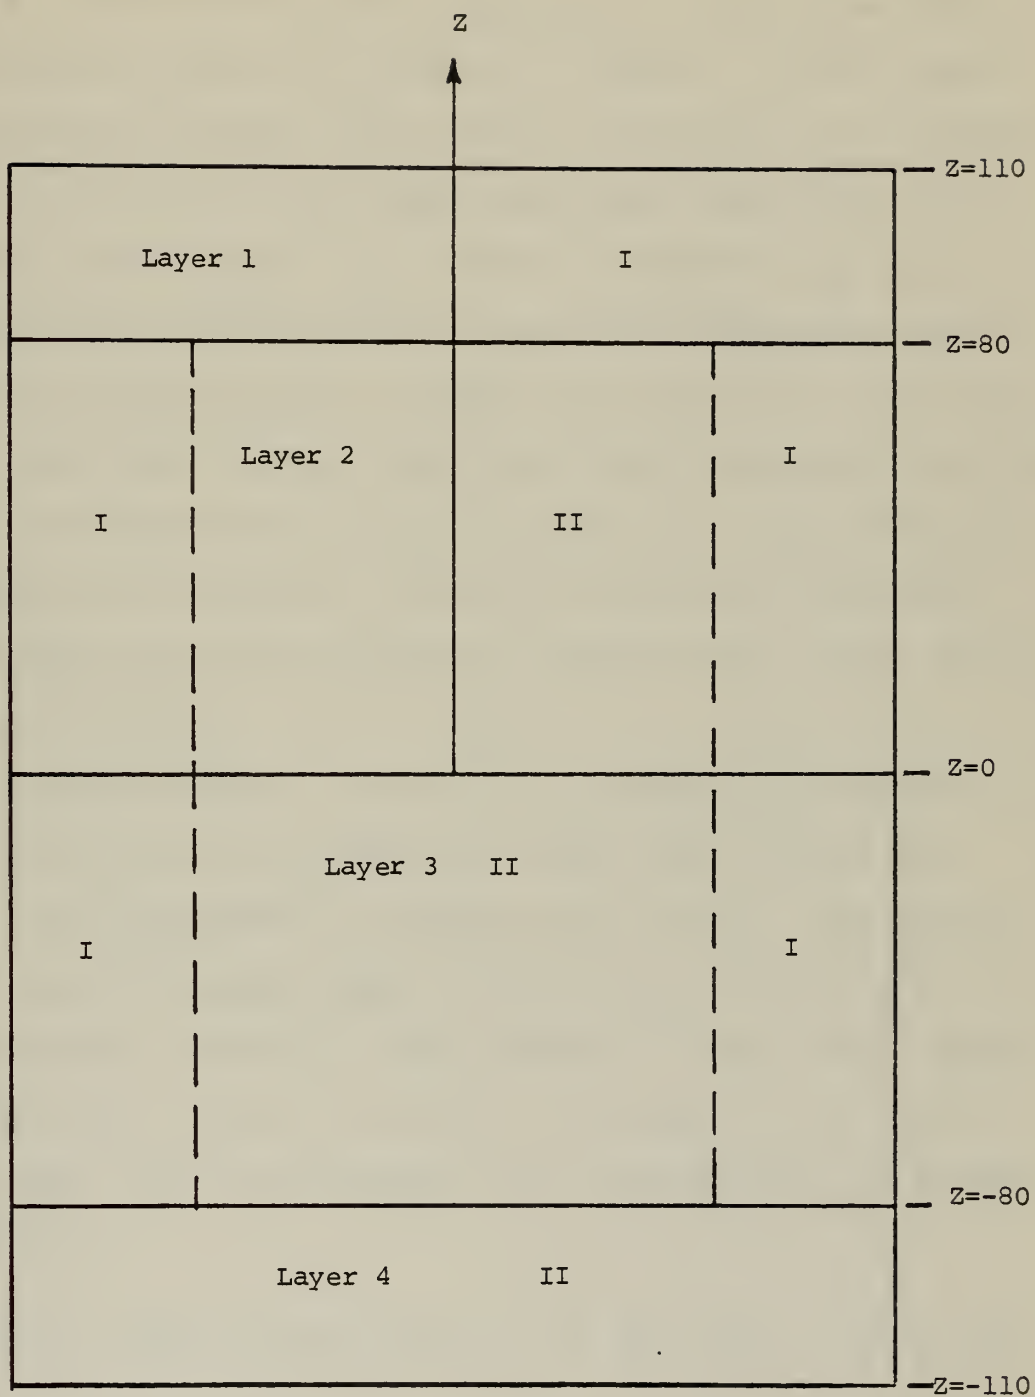 Z
Z=110
Layer 1 I
Z=80
Layer 2 I
I II
Z=0
Layer 3 II
I I
Z=-80
Layer 4 II
Z=-110